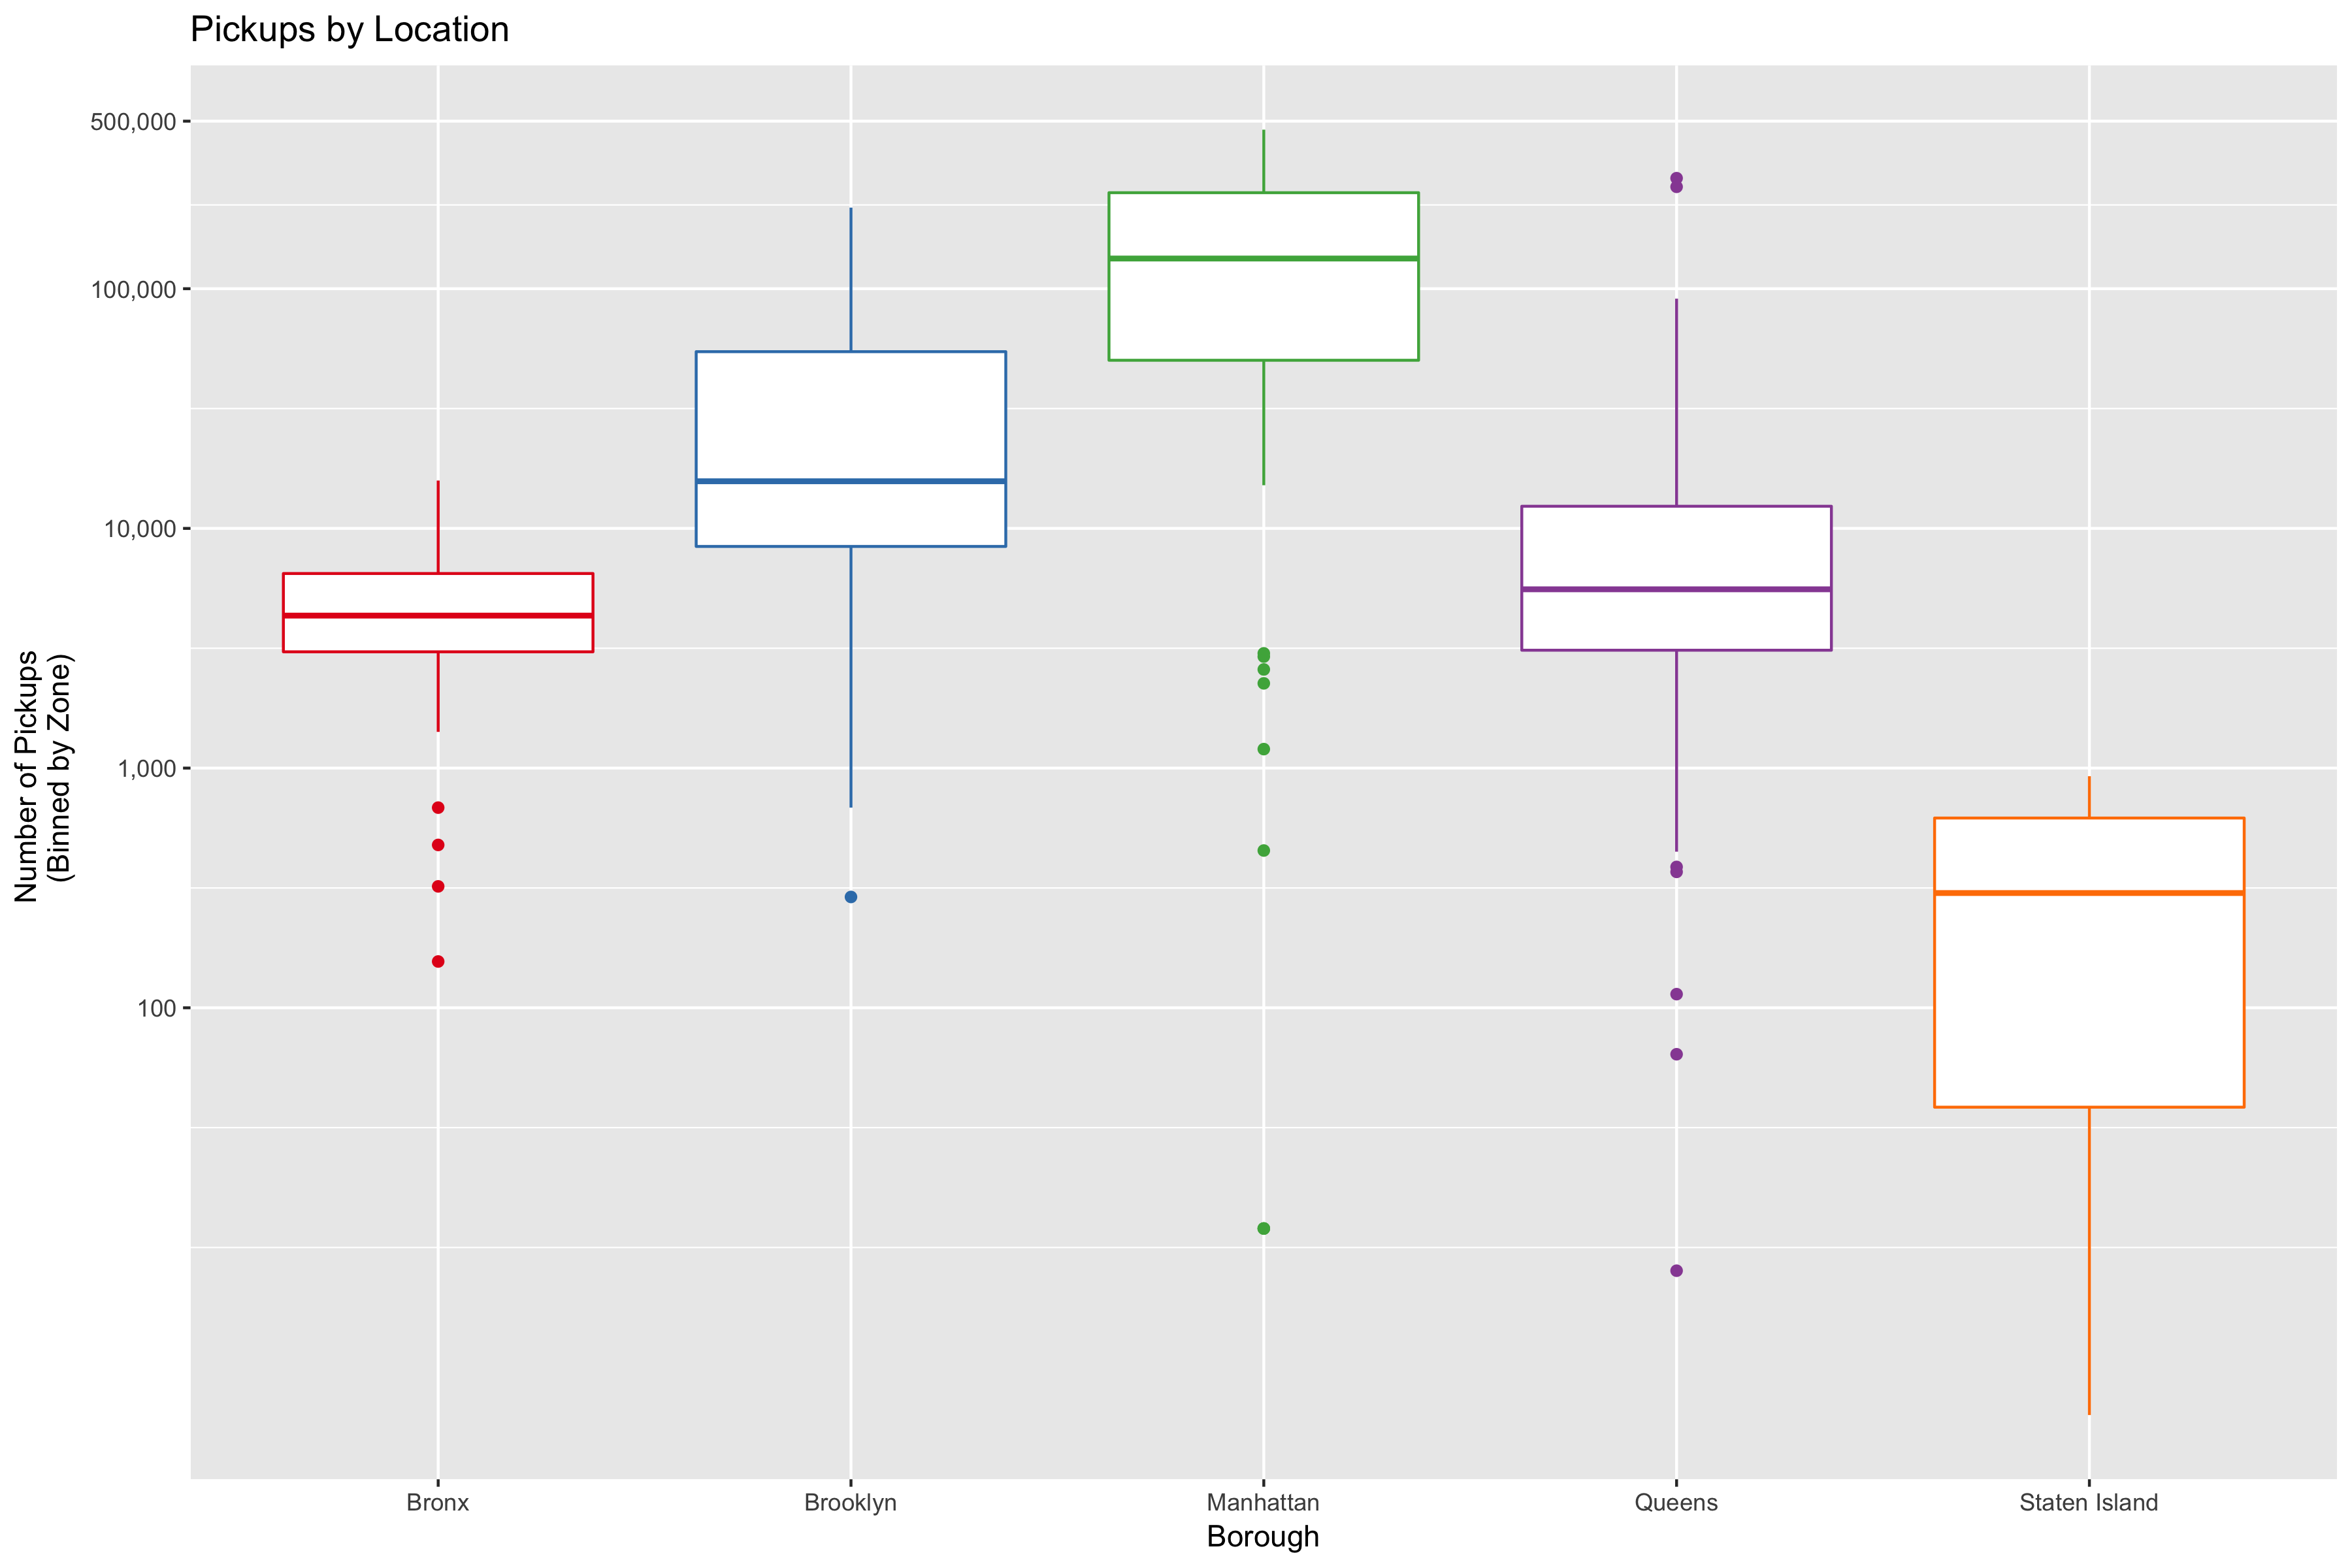 Pickups by Location
Number of Pickups
(Binned by Zone)
500,000
100,000
10,000
1,000
100
Bronx
Brooklyn
Manhattan
Queens
Staten Island
Borough